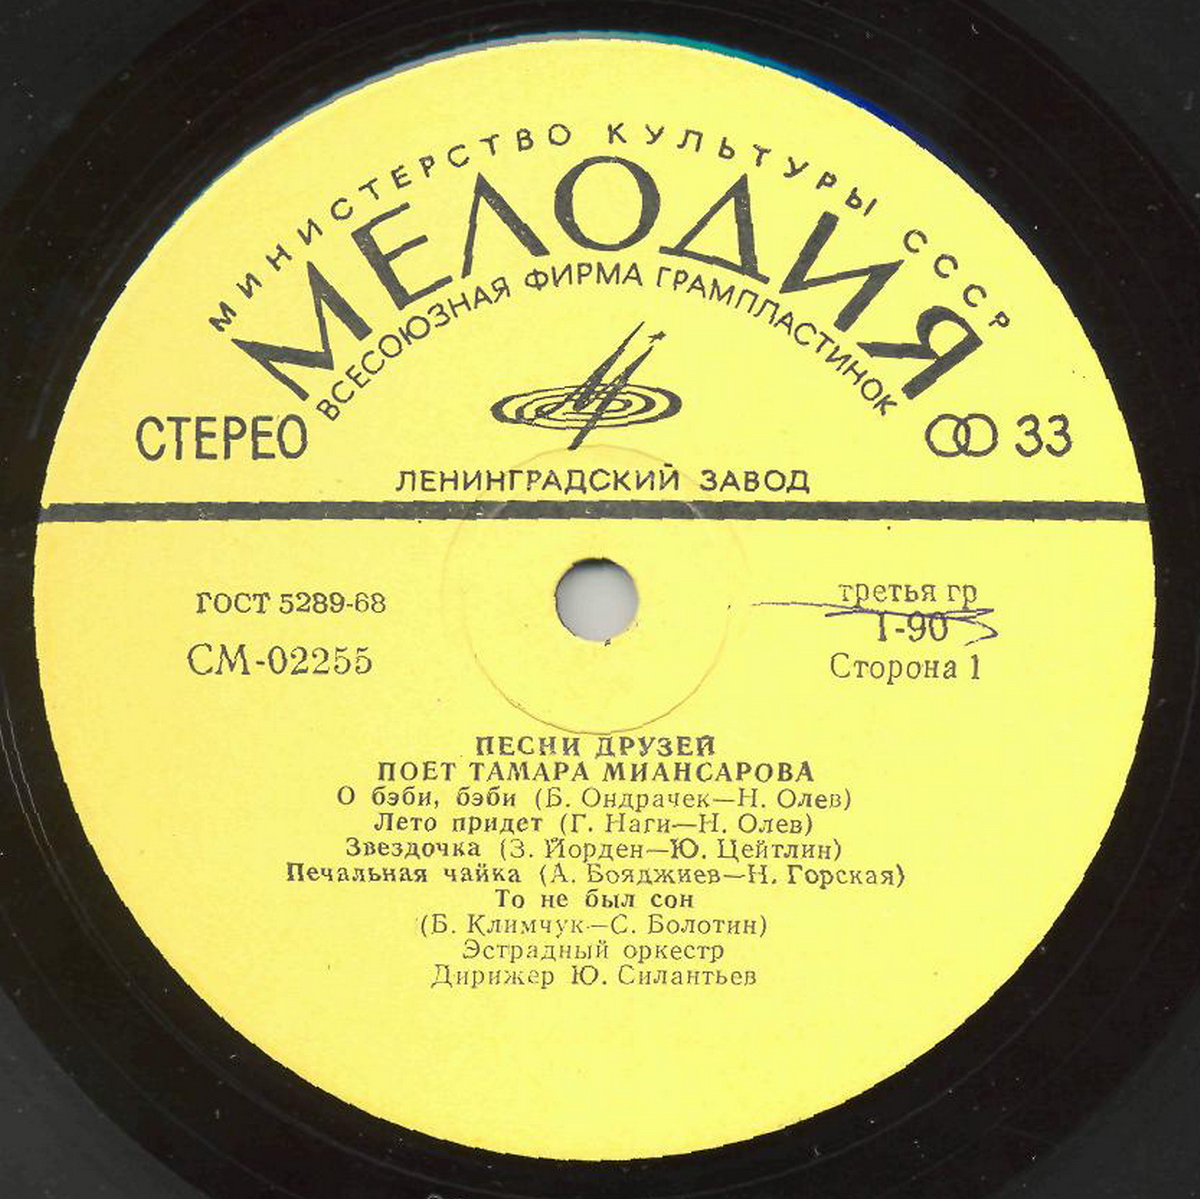 МИНИСТЕРСТВО КУЛЬТУРЫ СССР
МЕЛОДИЯ
ВСЕСОЮЗНАЯ ФИРМА ГРАМПЛАСТИНОК
СТЕРЕО
33
ЛЕНИНГРАДСКИЙ ЗАВОД
ГОСТ 5289-68
третья гр
СМ-02255
1-90
Сторона 1
ПЕСНИ ДРУЗЕЙ
ПОЕТ ТАМАРА МИАНСАРОВА
О бэби, бэби (Б. Ондрачек—Н. Олев)
Лето придет (Г. Наги—Н. Олев)
Звездочка (З. Йорден—Ю. Цейтлин)
Печальная чайка (А. Бояджиев—Н. Горская)
То не был сон
(Б. Климчук—С. Болотин)
Эстрадный оркестр
Дирижер Ю. Силантьев